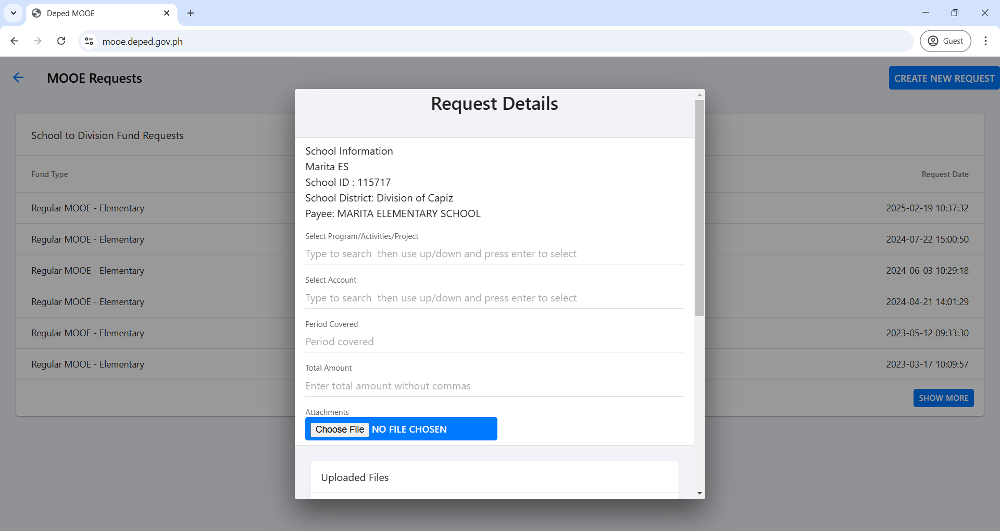 Deped MOOE
mooe.deped.gov.ph
Guest
MOOE Requests
CREATE NEW REQUEST
School to Division Fund Requests
Fund Type
Request Date
Regular MOOE - Elementary
2025-02-19 10:37:32
Regular MOOE - Elementary
2024-07-22 15:00:50
Regular MOOE - Elementary
2024-06-03 10:29:18
Regular MOOE - Elementary
2024-04-21 14:01:29
Regular MOOE - Elementary
2023-05-12 09:33:30
Regular MOOE - Elementary
2023-03-17 10:09:57
SHOW MORE
Request Details
School Information
Marita ES
School ID : 115717
School District: Division of Capiz
Payee: MARITA ELEMENTARY SCHOOL
Select Program/Activities/Project
Type to search  then use up/down and press enter to select
Select Account
Type to search  then use up/down and press enter to select
Period Covered
Period covered
Total Amount
Enter total amount without commas
Attachments
Choose File NO FILE CHOSEN
Uploaded Files